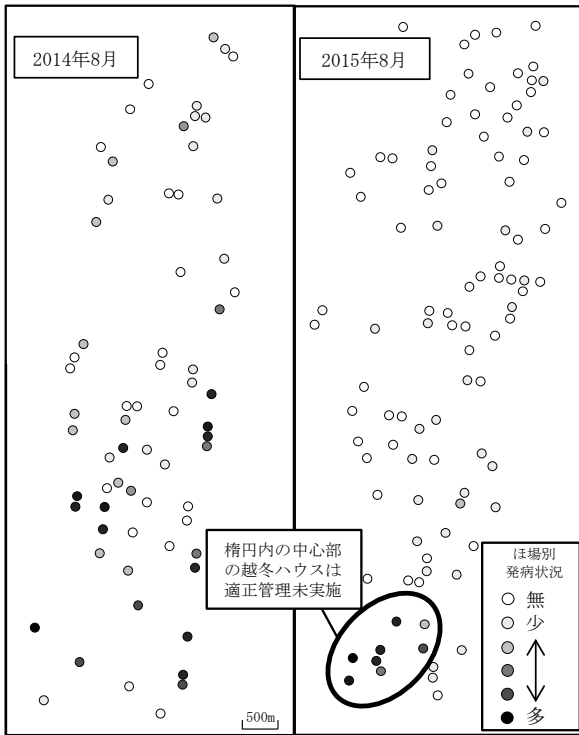 2014年8月
2015年8月
楕円内の中心部
の越冬ハウスは
適正管理未実施
500m
ほ場別
発病状況
無
少
多